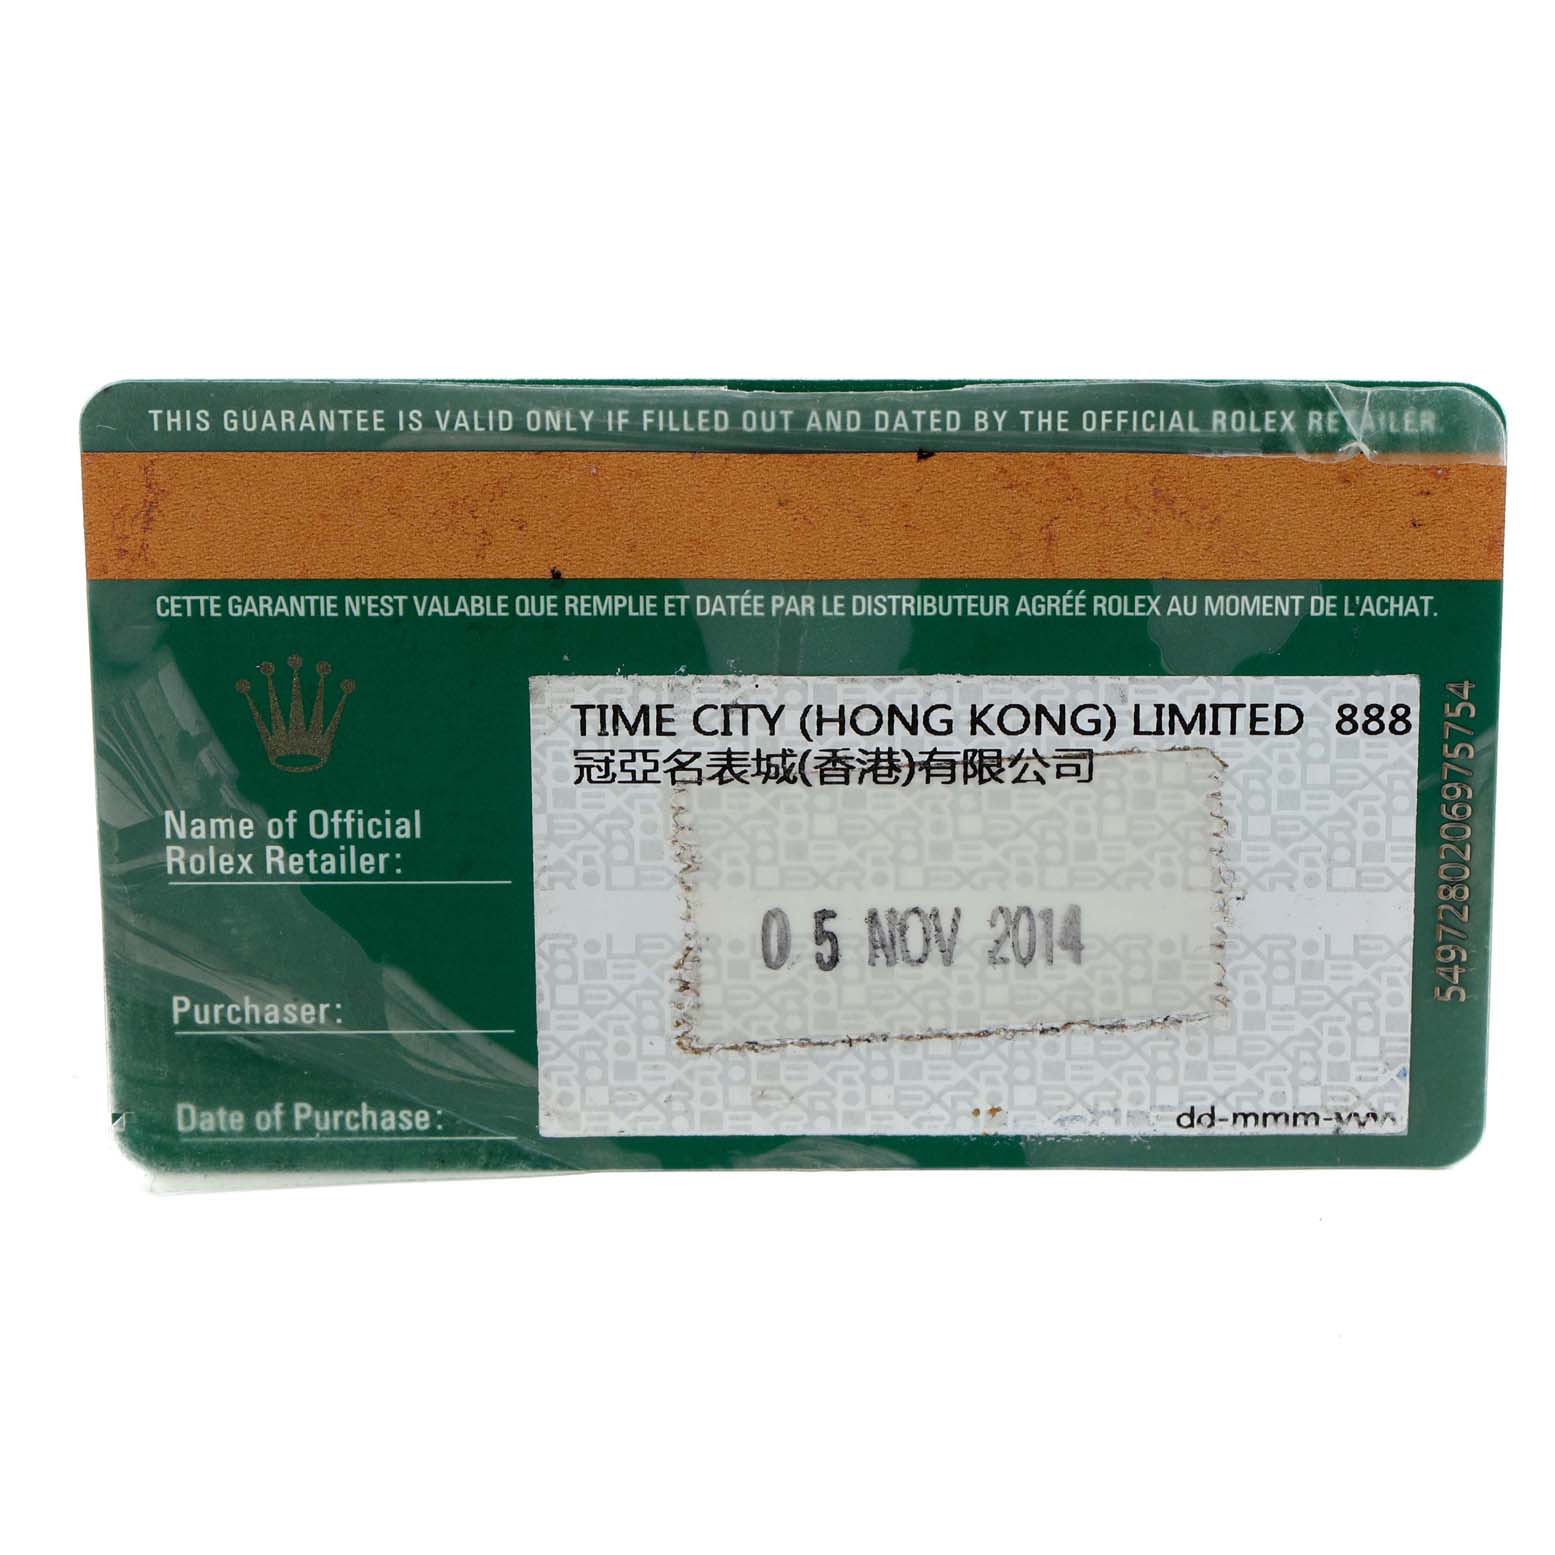 THIS GUARANTEE IS VALID ONLY IF FILLED OUT AND DATED BY THE OFFICIAL ROLEX RETAILER
CETTE GARANTIE N'EST VALABLE QUE REMPLIE ET DATÉE PAR LE DISTRIBUTEUR AGRÉÉ ROLEX AU MOMENT DE L'ACHAT.
TIME CITY (HONG KONG) LIMITED 888
冠亞名表城(香港)有限公司
Name of Official
Rolex Retailer:
05 NOV 2014
Purchaser:
Date of Purchase:
dd-mmm-yyyy
5497280206975754